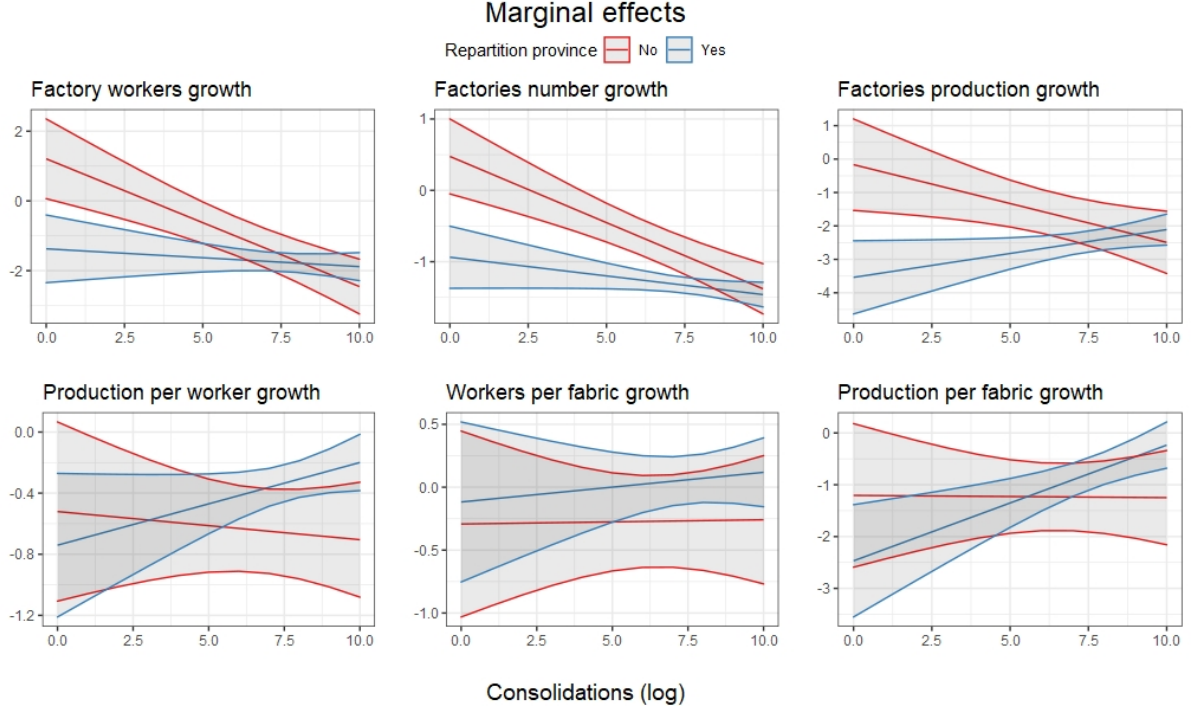 Marginal effects
Repartition province No Yes
Factory workers growth
2
0
-2
0.0 2.5 5.0 7.5 10.0
Factories number growth
1
0
-1
0.0 2.5 5.0 7.5 10.0
Factories production growth
1
0
-1
-2
-3
-4
0.0 2.5 5.0 7.5 10.0
Production per worker growth
0.0
-0.4
-0.8
-1.2
0.0 2.5 5.0 7.5 10.0
Workers per fabric growth
0.5
0.0
-0.5
-1.0
0.0 2.5 5.0 7.5 10.0
Production per fabric growth
0
-1
-2
-3
0.0 2.5 5.0 7.5 10.0
Consolidations (log)